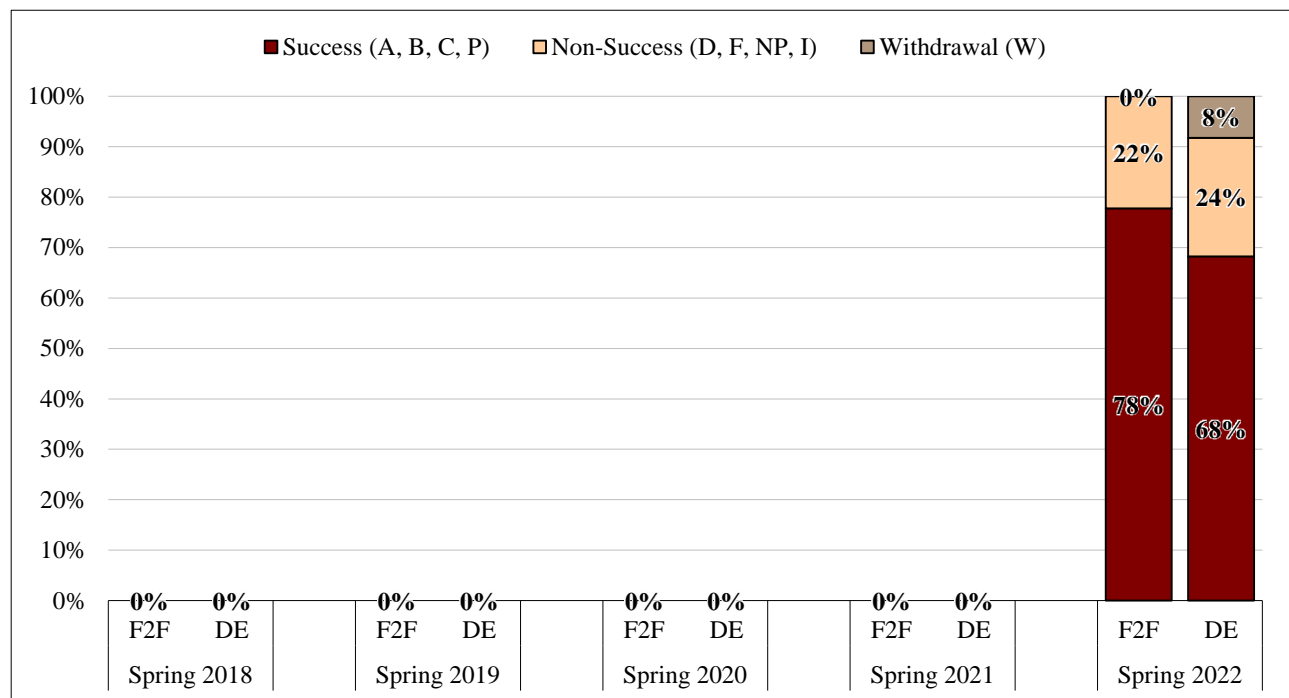 Success (A, B, C, P) Non-Success (D, F, NP, I) Withdrawal (W)
100% 0% 8%
90%
22%
80% 24%
70%
60%
50%
40% 78%
68%
30%
20%
10%
0% 0% 0% 0% 0% 0% 0% 0% 0%
F2F DE F2F DE F2F DE F2F DE F2F DE
Spring 2018 Spring 2019 Spring 2020 Spring 2021 Spring 2022